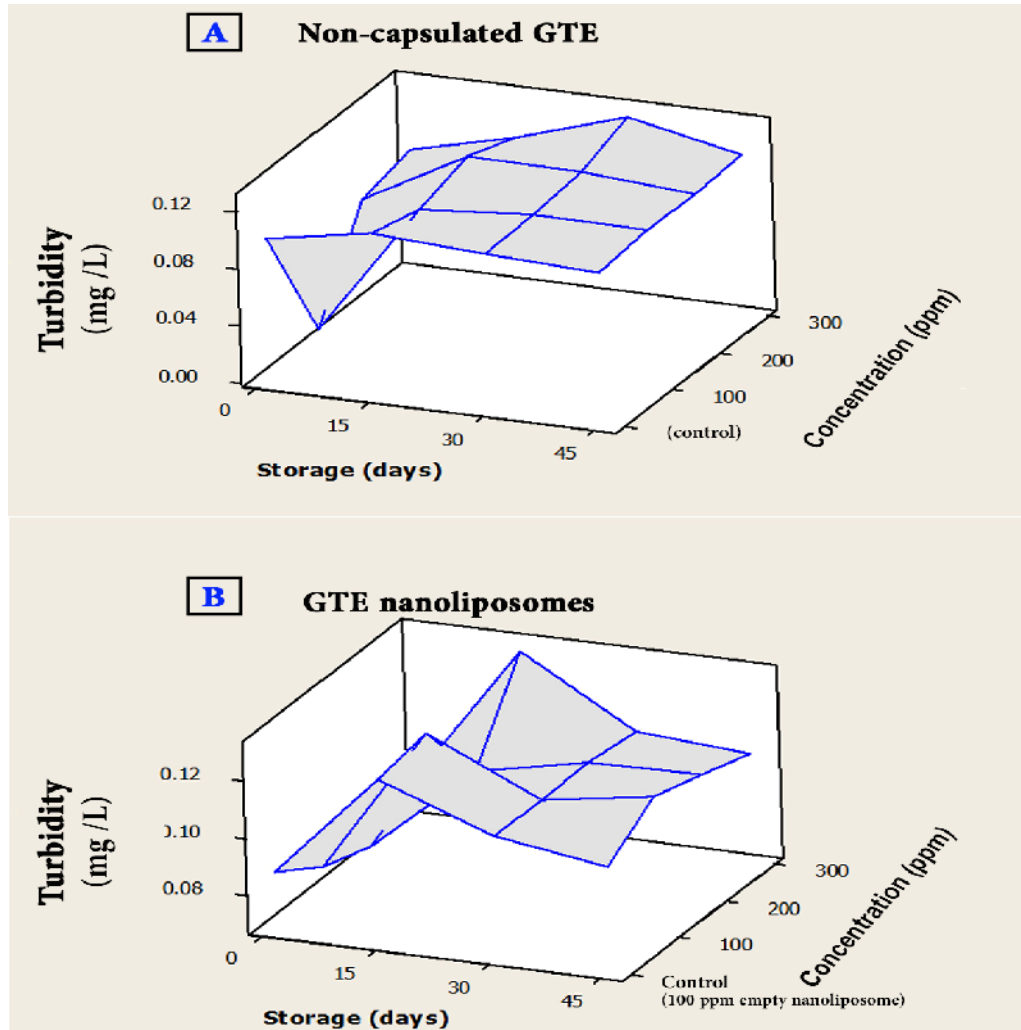 A Non-capsulated GTE
Turbidity
(mg /L)
0.12
0.08
0.04
0.00
0
15
30
45
Storage (days)
(control)
100
200
300
Concentration (ppm)
B GTE nanoliposomes
Turbidity
(mg /L)
0.12
Ɔ.10
0.08
0
15
30
45
Storage (days)
Control
(100 ppm empty nanoliposome)
100
200
300
Concentration (ppm)